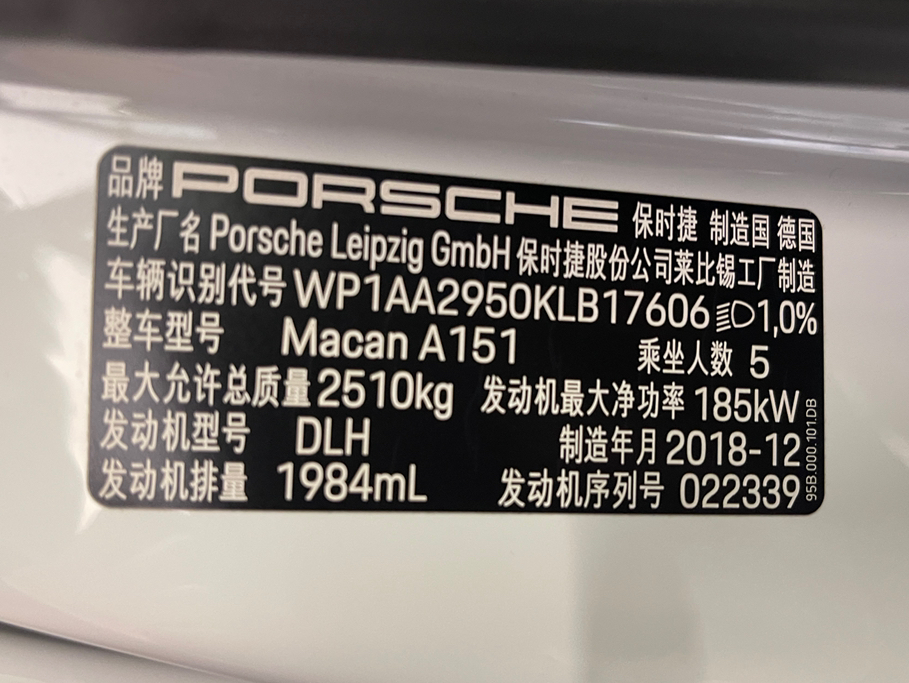 品牌 PORSCHE 保时捷 制造国 德国
生产厂名 Porsche Leipzig GmbH 保时捷股份公司莱比锡工厂制造
车辆识别代号 WP1AA2950KLB17606 1,0%
整车型号 Macan A151 乘坐人数 5
最大允许总质量 2510kg 发动机最大净功率 185kW
发动机型号 DLH 制造年月 2018-12
发动机排量 1984mL 发动机序列号 022339
95B.000.101.DB